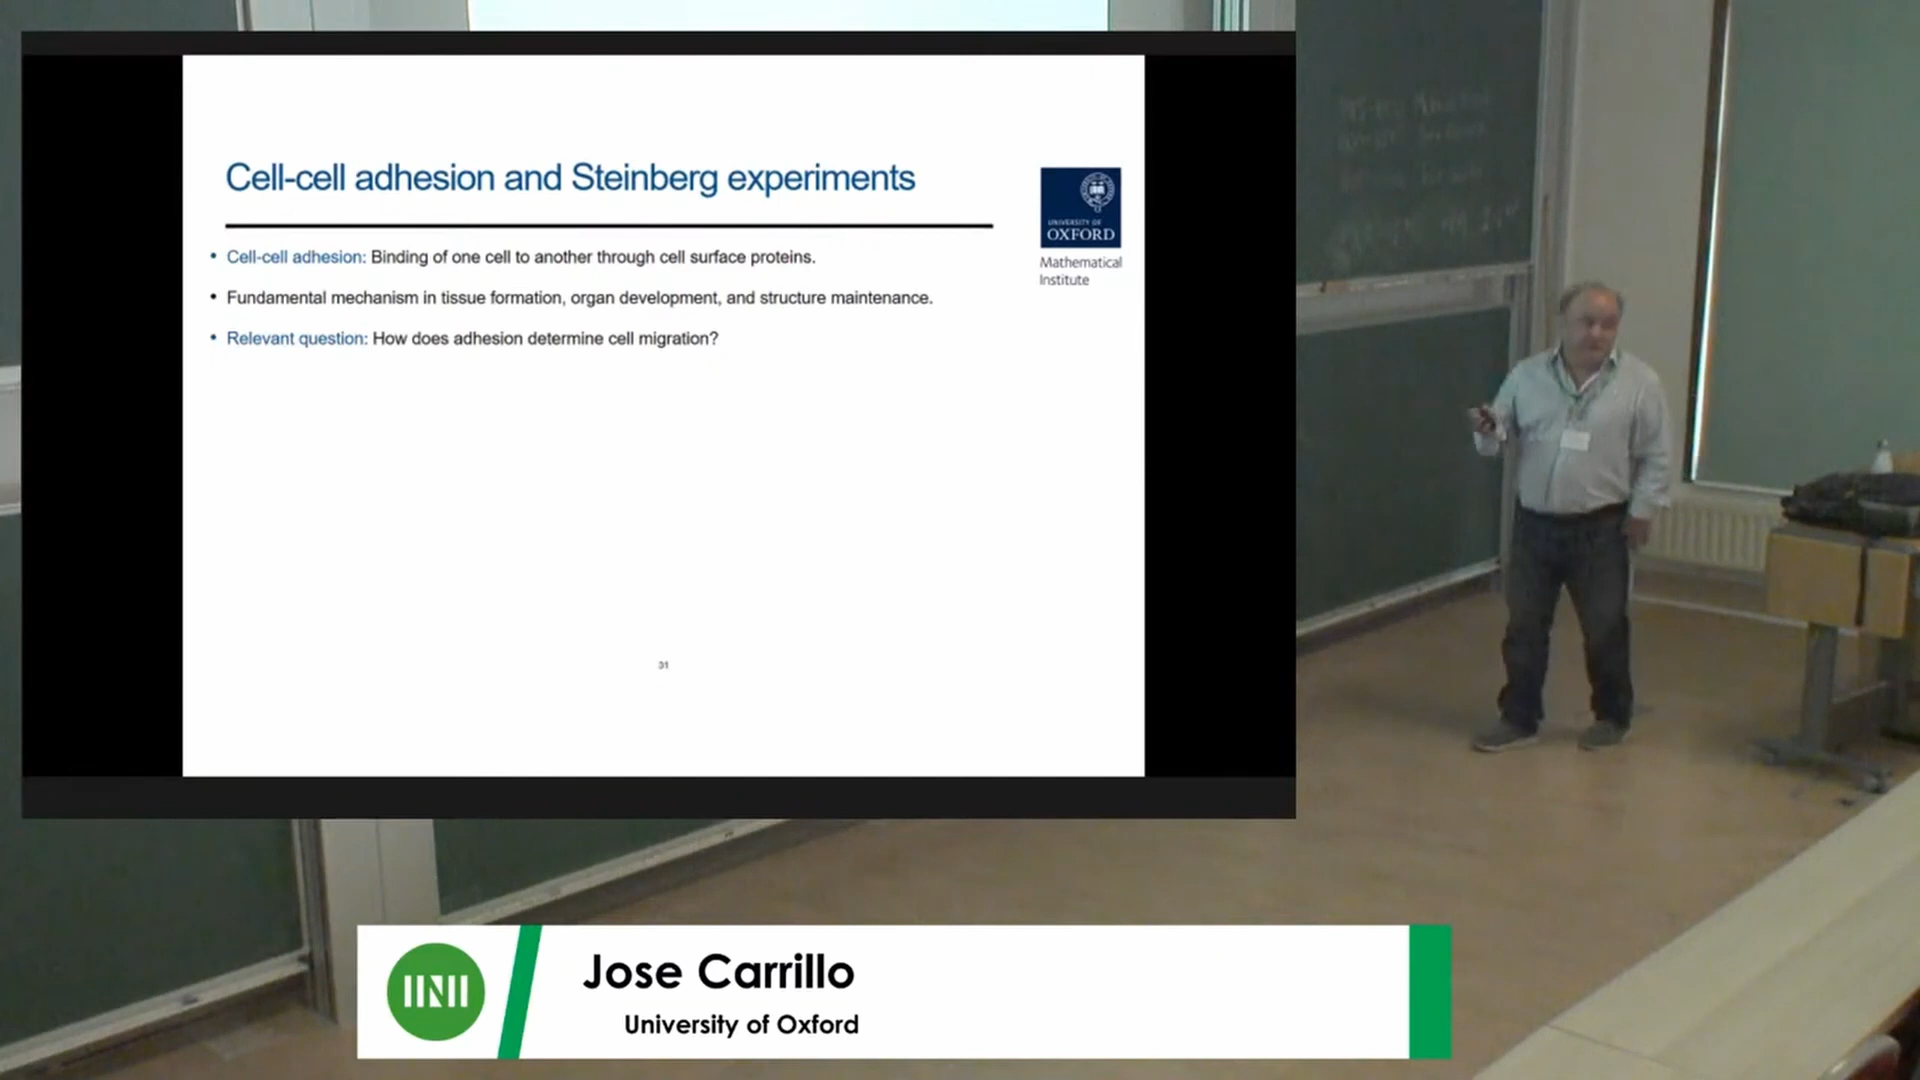 Cell-cell adhesion and Steinberg experiments
UNIVERSITY OF
OXFORD
Mathematical
Institute
• Cell-cell adhesion: Binding of one cell to another through cell surface proteins.
• Fundamental mechanism in tissue formation, organ development, and structure maintenance.
• Relevant question: How does adhesion determine cell migration?
31
Jose Carrillo
University of Oxford